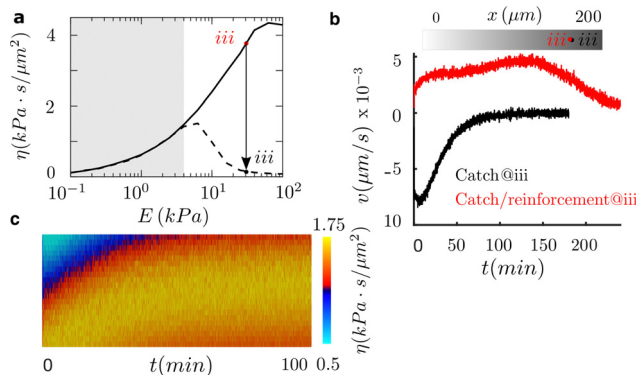 a
η(kPa · s/μm²)
4
2
0
iii
iii
10⁻¹
10⁰
10¹
10²
E (kPa)
b
0
x (μm)
200
iii
iii
v(μm/s) x 10⁻³
5
0
-5
10
Catch@iii
Catch/reinforcement@iii
0
50
100
150
200
t(min)
c
1.75
0.5
η(kPa · s/μm²)
0
t(min)
100